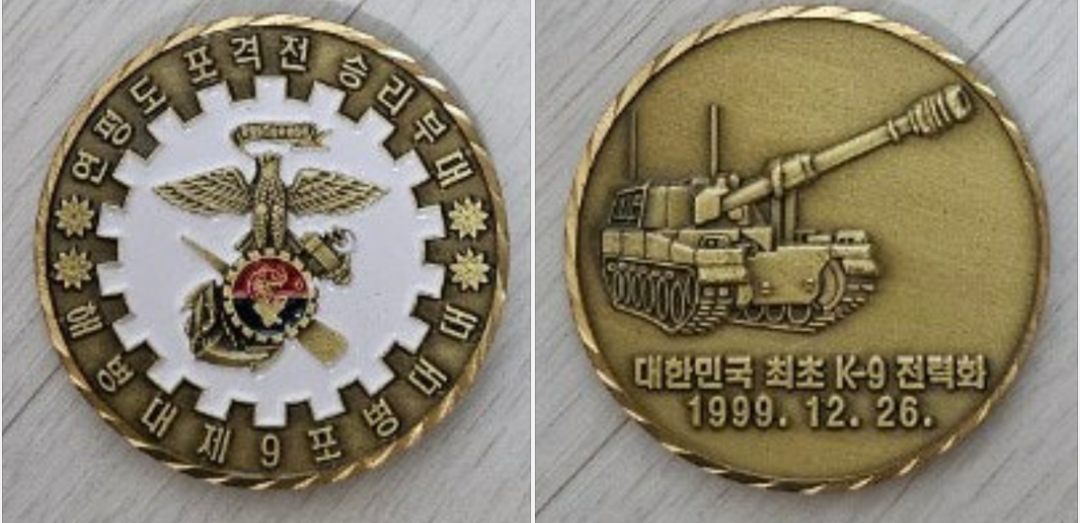 연평도 포격전 승리부대
해병대 제9포병대대
대한민국 최초 K-9 전력화
1999. 12. 26.